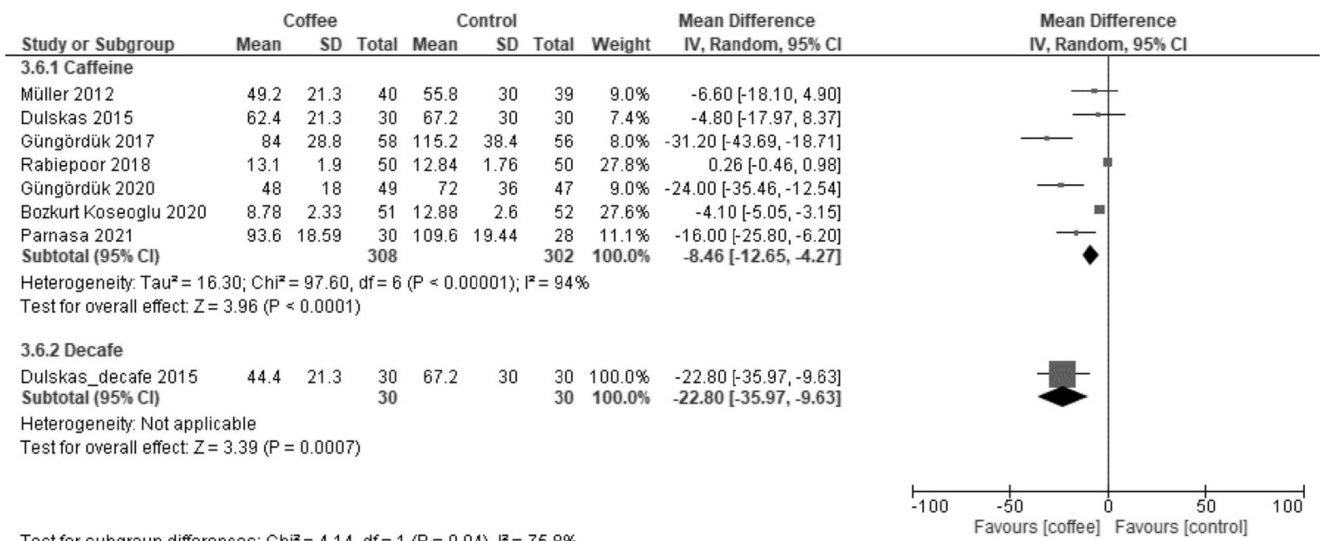 Coffee Control Mean Difference Mean Difference
Study or Subgroup Mean SD Total Mean SD Total Weight IV, Random, 95% CI IV, Random, 95% CI
3.6.1 Caffeine
Müller 2012 49.2 21.3 40 55.8 30 39 9.0% -6.60 [-18.10, 4.90]
Dulskas 2015 62.4 21.3 30 67.2 30 30 7.4% -4.80 [-17.97, 8.37]
Güngördük 2017 84 28.8 58 115.2 38.4 56 8.0% -31.20 [-43.69, -18.71]
Rabiepoor 2018 13.1 1.9 50 12.84 1.76 50 27.8% 0.26 [-0.46, 0.98]
Güngördük 2020 48 18 49 72 36 47 9.0% -24.00 [-35.46, -12.54]
Bozkurt Koseoglu 2020 8.78 2.33 51 12.88 2.6 52 27.6% -4.10 [-5.05, -3.15]
Parnasa 2021 93.6 18.59 30 109.6 19.44 28 11.1% -16.00 [-25.80, -6.20]
Subtotal (95% CI) 308 302 100.0% -8.46 [-12.65, -4.27]
Heterogeneity: Tau² = 16.30; Chi² = 97.60, df = 6 (P < 0.00001); I² = 94%
Test for overall effect: Z = 3.96 (P < 0.0001)
3.6.2 Decafe
Dulskas_decafe 2015 44.4 21.3 30 67.2 30 30 100.0% -22.80 [-35.97, -9.63]
Subtotal (95% CI) 30 30 100.0% -22.80 [-35.97, -9.63]
Heterogeneity: Not applicable
Test for overall effect: Z = 3.39 (P = 0.0007)
-100 -50 0 50 100
Favours [coffee] Favours [control]
Test for subgroup differences: Chi² = 4.14, df = 1 (P = 0.04), I² = 75.8%